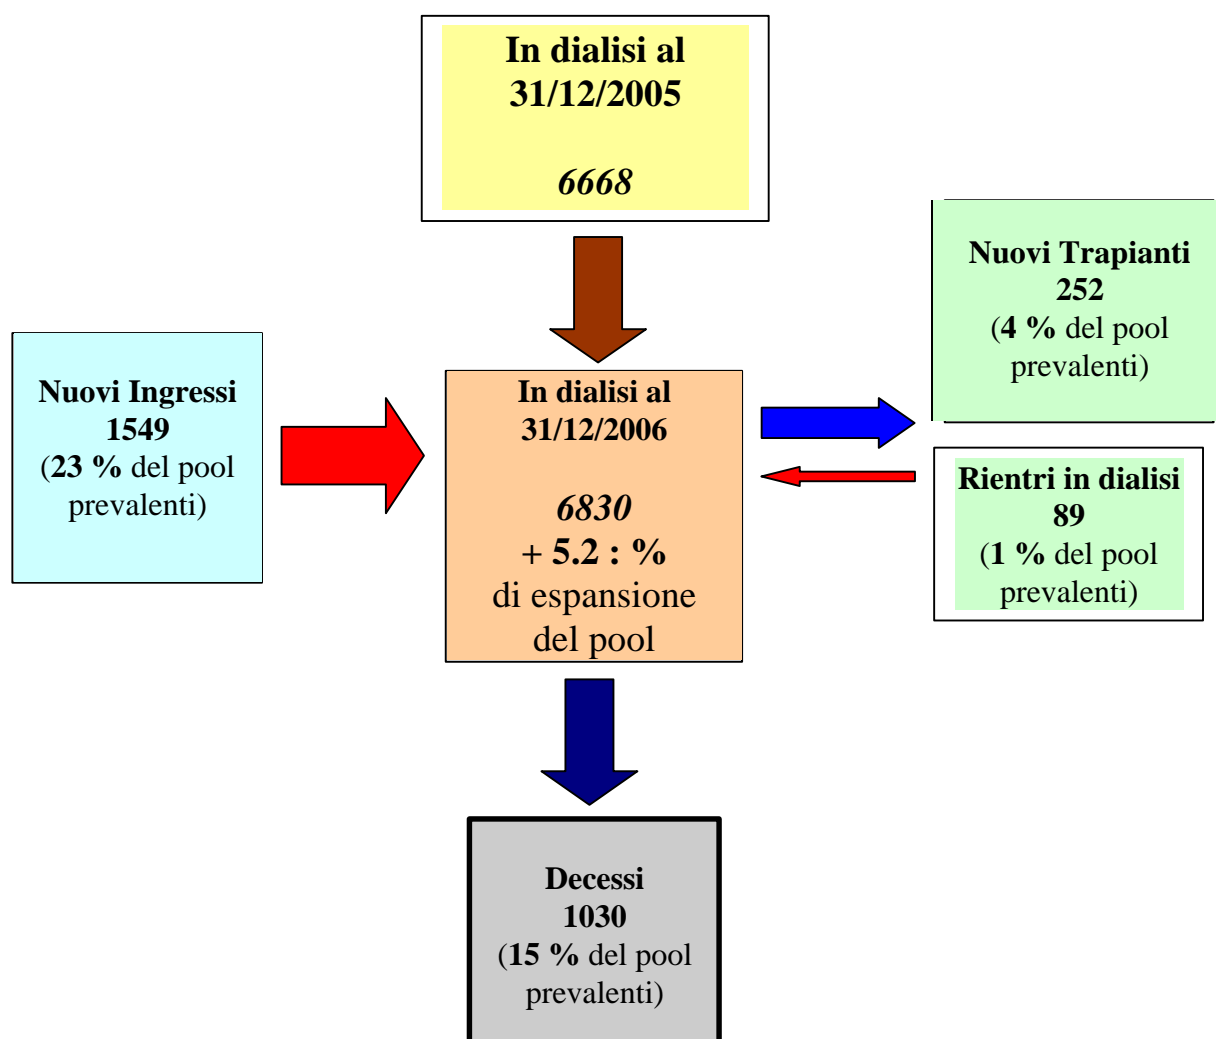 In dialisi al
31/12/2005
6668
Nuovi Trapianti
252
(4 % del pool
prevalenti)
Nuovi Ingressi
1549
(23 % del pool
prevalenti)
In dialisi al
31/12/2006
6830
+ 5.2 : %
di espansione
del pool
Rientri in dialisi
89
(1 % del pool
prevalenti)
Decessi
1030
(15 % del pool
prevalenti)